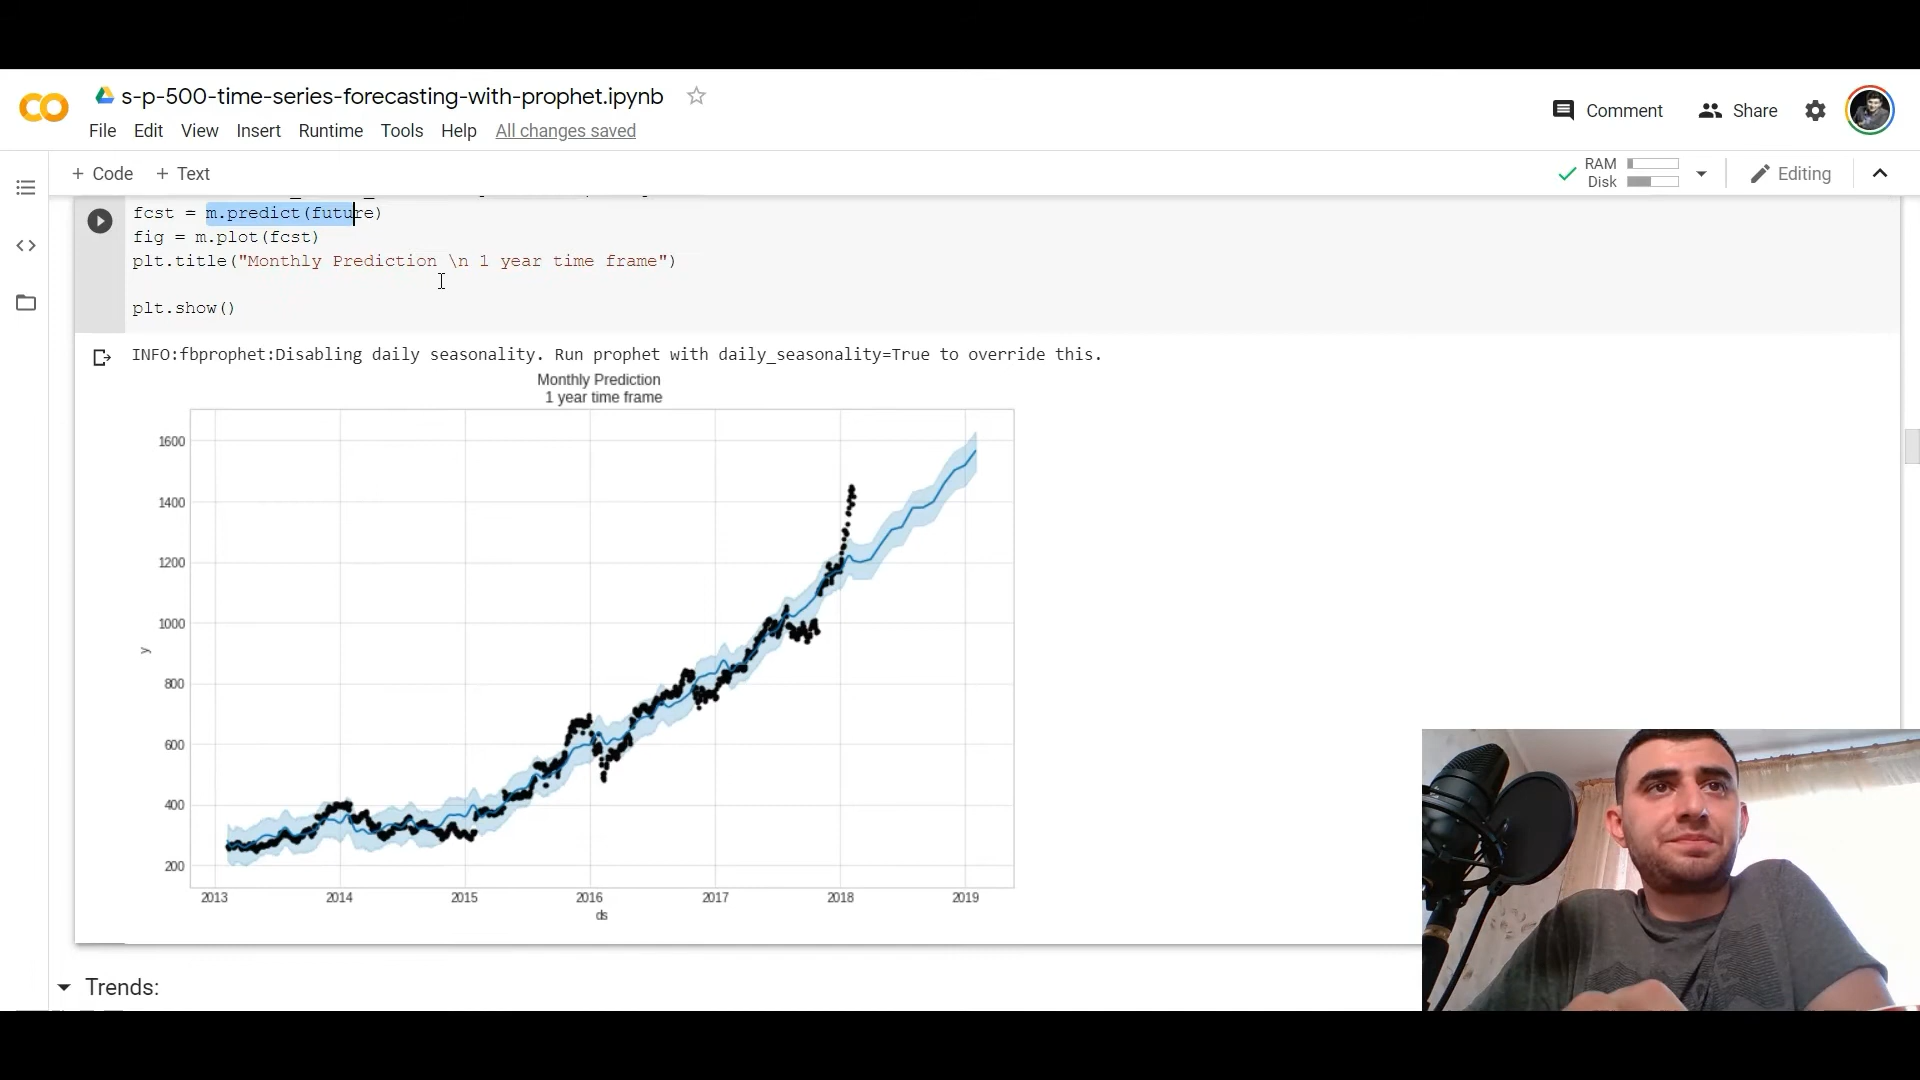 s-p-500-time-series-forecasting-with-prophet.ipynb
Comment
Share
File Edit View Insert Runtime Tools Help All changes saved
+ Code + Text
RAM
Disk
Editing
fcst = m.predict(future)
fig = m.plot(fcst)
plt.title("Monthly Prediction \n 1 year time frame")
plt.show()
INFO:fbprophet:Disabling daily seasonality. Run prophet with daily_seasonality=True to override this.
Monthly Prediction
1 year time frame
1600
1400
1200
1000
800
600
400
200
y
2013 2014 2015 2016 2017 2018 2019
ds
Trends: